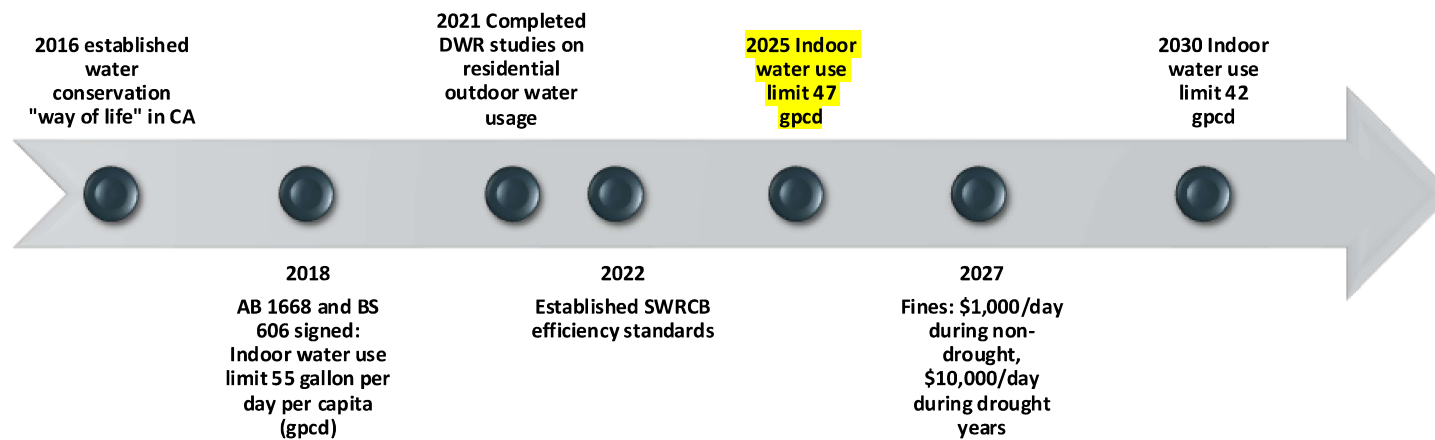 2016 established
water
conservation
"way of life" in CA
2018
AB 1668 and BS
606 signed:
Indoor water use
limit 55 gallon per
day per capita
(gpcd)
2021 Completed
DWR studies on
residential
outdoor water
usage
2022
Established SWRCB
efficiency standards
2025 Indoor
water use
limit 47
gpcd
2027
Fines: $1,000/day
during non-
drought,
$10,000/day
during drought
years
2030 Indoor
water use
limit 42
gpcd